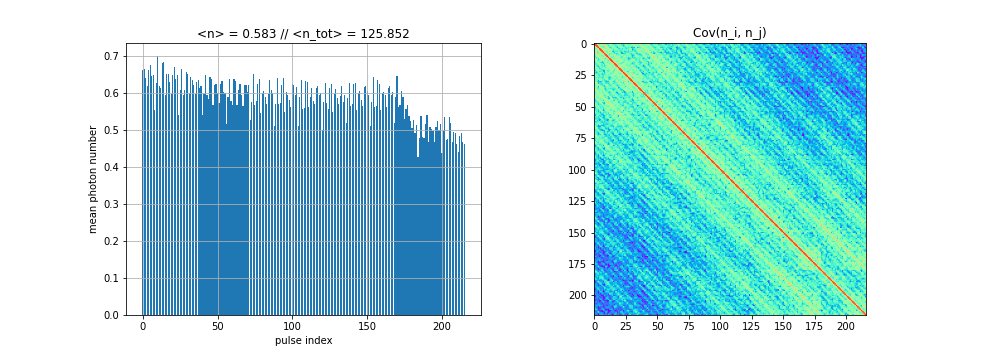 <n> = 0.583 // <n_tot> = 125.852
mean photon number
0.7
0.6
0.5
0.4
0.3
0.2
0.1
0.0
0 50 100 150 200
pulse index
Cov(n_i, n_j)
0
25
50
75
100
125
150
175
200
0 25 50 75 100 125 150 175 200